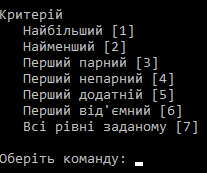 Критерій
Найбільший [1]
Найменший [2]
Перший парний [3]
Перший непарний [4]
Перший додатній [5]
Перший від'ємний [6]
Всі рівні заданому [7]
Оберіть команду: